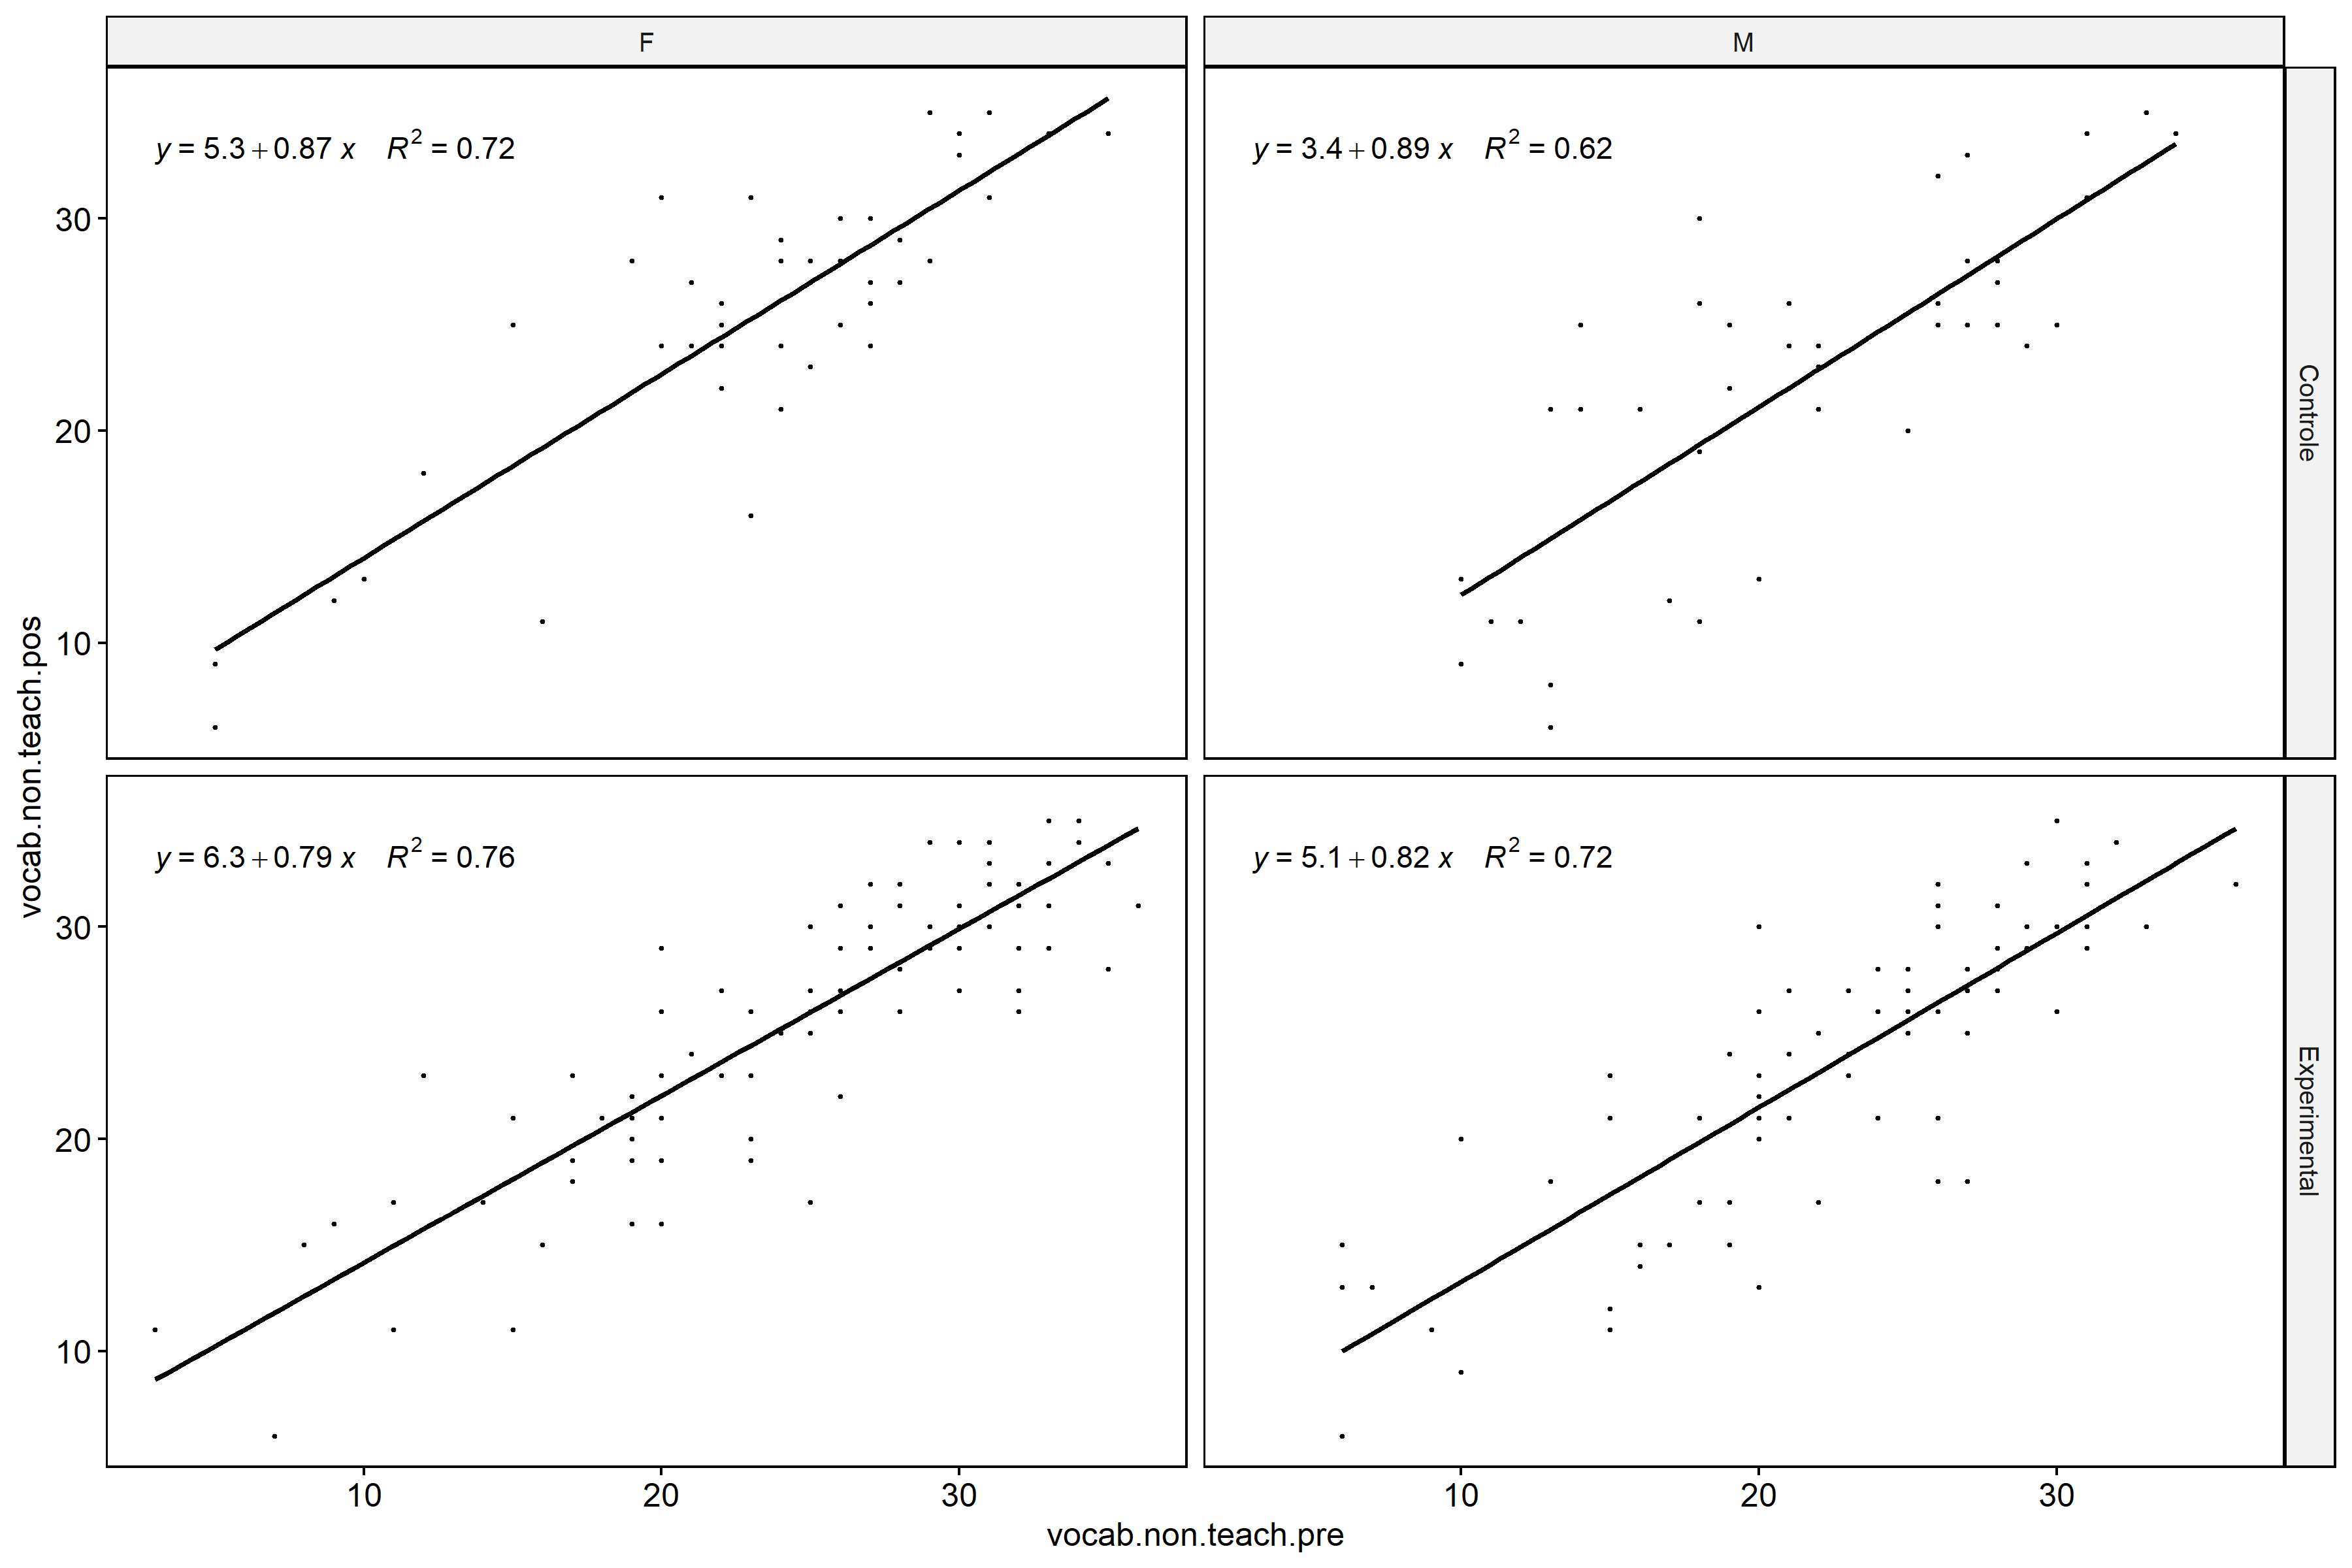 F
M
y = 5.3 + 0.87 x R² = 0.72
y = 3.4 + 0.89 x R² = 0.62
Controle
30
20
10
y = 6.3 + 0.79 x R² = 0.76
y = 5.1 + 0.82 x R² = 0.72
Experimental
30
20
10
vocab.non.teach.pos
10 20 30
10 20 30
vocab.non.teach.pre